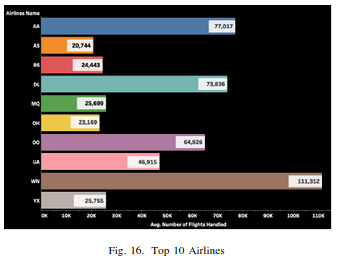 Airlines Name
AA 77,017
AS 20,744
B6 24,443
DL 73,836
MQ 25,699
OH 23,169
OO 64,926
UA 46,915
WN 111,312
YX 25,755
0K 10K 20K 30K 40K 50K 60K 70K 80K 90K 100K 110K
Avg. Number of Flights Handled
Fig. 16. Top 10 Airlines